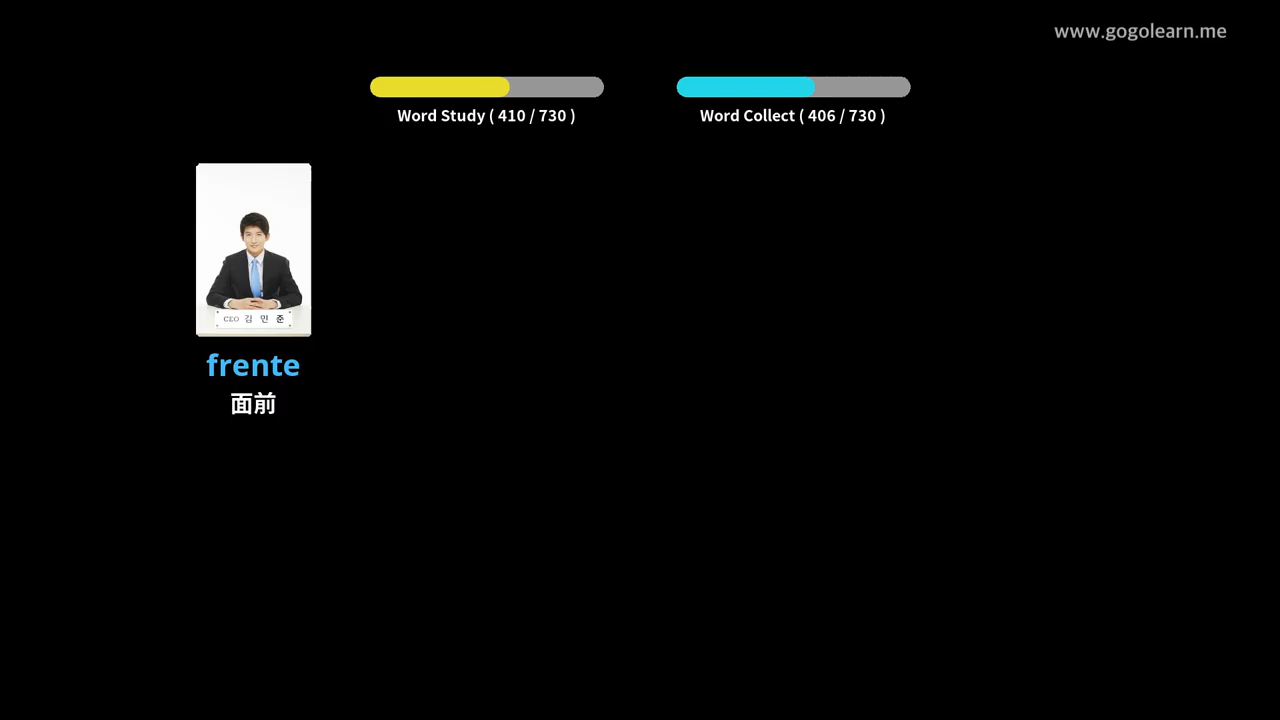 www.gogolearn.me
Word Study ( 410 / 730 )
Word Collect ( 406 / 730 )
CEO 김 민 준
frente
面前